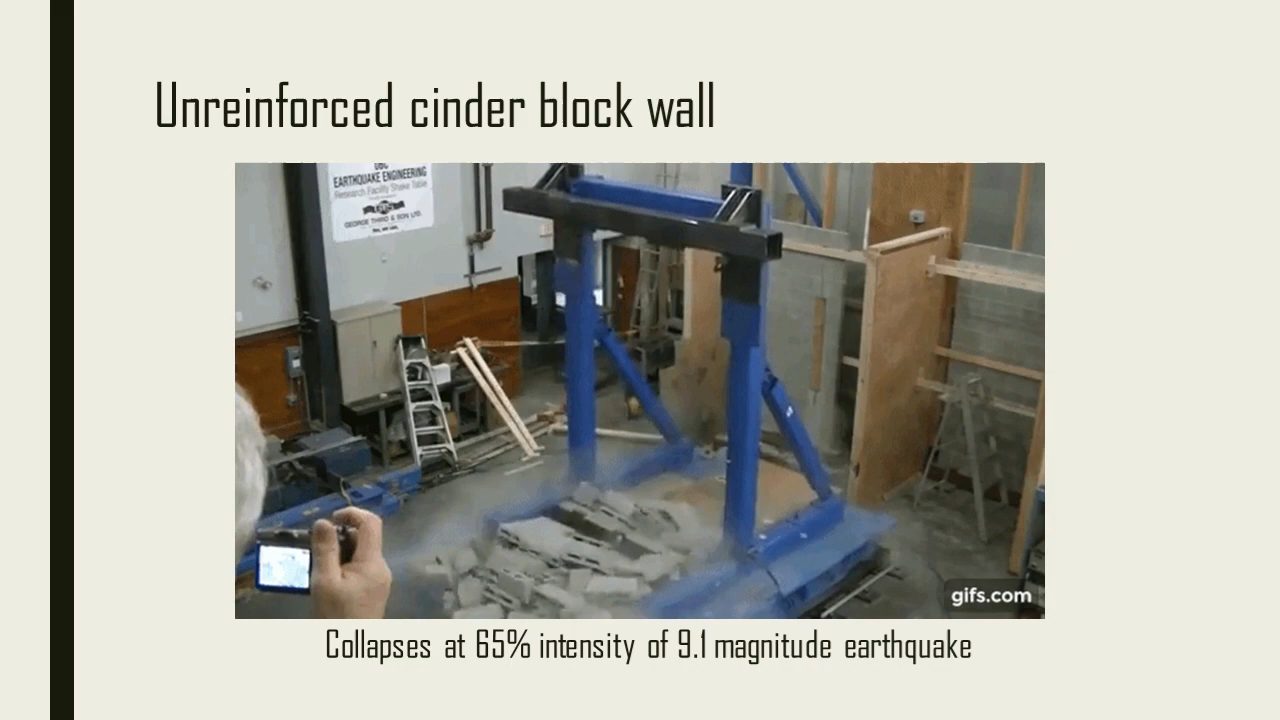 Unreinforced cinder block wall
UBC
EARTHQUAKE ENGINEERING
Research Facility Shake Table
GEORGE THIRD & SON LTD.
gifs.com
Collapses at 65% intensity of 9.1 magnitude earthquake